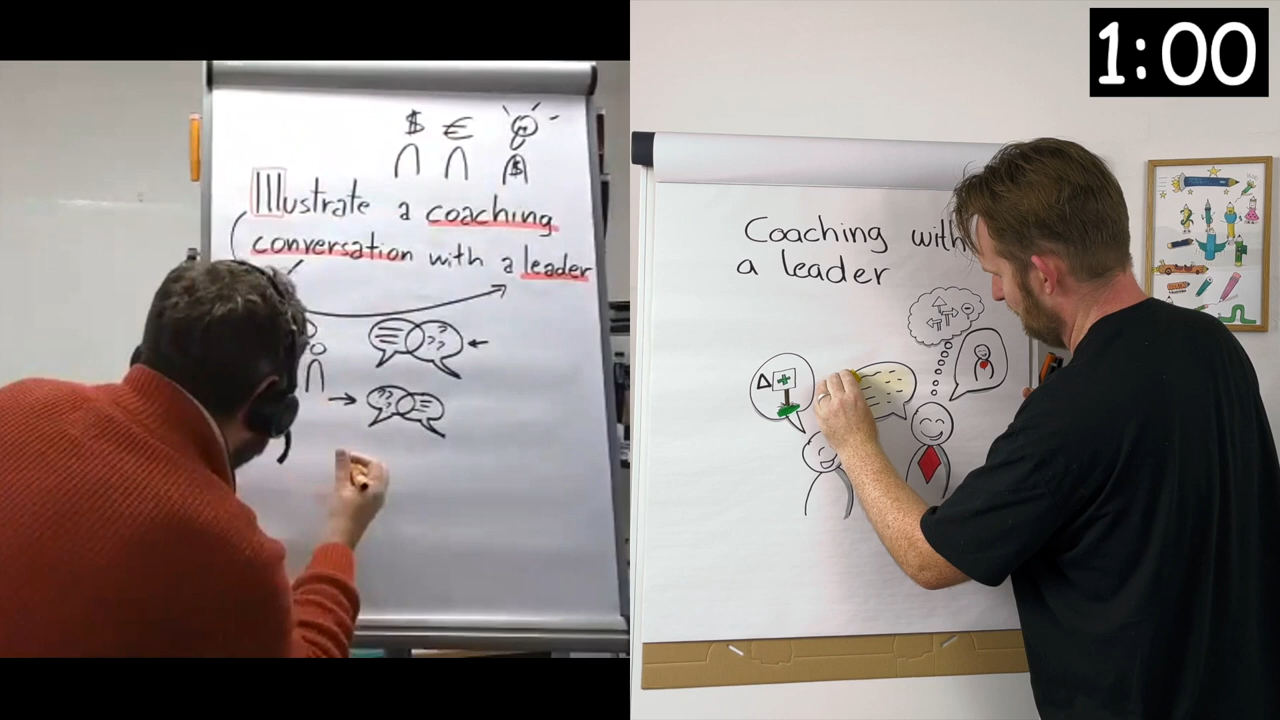 $ € $
Illustrate a coaching
conversation with a leader
??
??
??
1:00
Coaching with
a leader